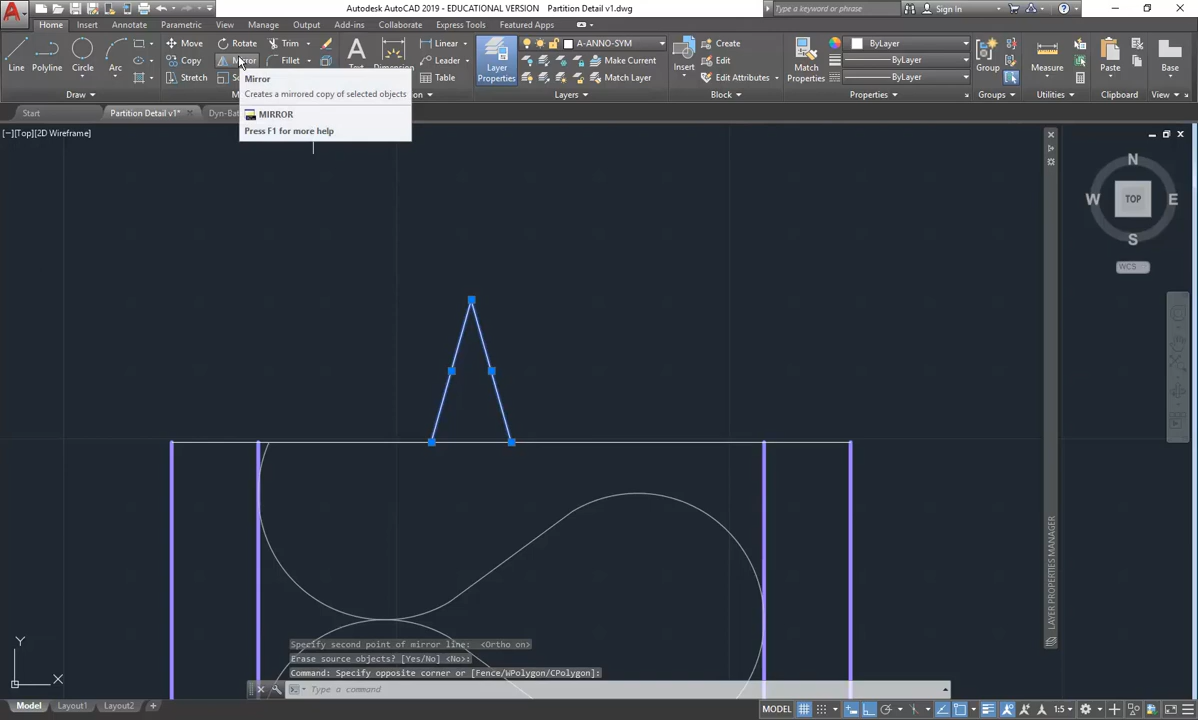 Autodesk AutoCAD 2019 - EDUCATIONAL VERSION Partition Detail v1.dwg
Type a keyword or phrase
Sign In
Home Insert Annotate Parametric View Manage Output Add-ins Collaborate Express Tools Featured Apps
Line Polyline Circle Arc
Move Rotate Trim
Copy Fillet
Stretch
Linear
Leader
Table
Layer Properties
A-ANNO-SYM
Make Current
Match Layer
Insert
Create
Edit
Edit Attributes
Match Properties
ByLayer
ByLayer
ByLayer
Group
Measure
Paste
Base
Draw Layers Block Properties Groups Utilities Clipboard View
Start Partition Detail v1*
Mirror
Creates a mirrored copy of selected objects
MIRROR
Press F1 for more help
[−][Top][2D Wireframe]
N
W TOP E
S
WCS
LAYER PROPERTIES MANAGER
Y
X
Specify second point of mirror line: <Ortho on>
Erase source objects? [Yes/No] <No>:
Command: Specify opposite corner or [Fence/WPolygon/CPolygon]:
Type a command
Model Layout1 Layout2 +
MODEL 1:5